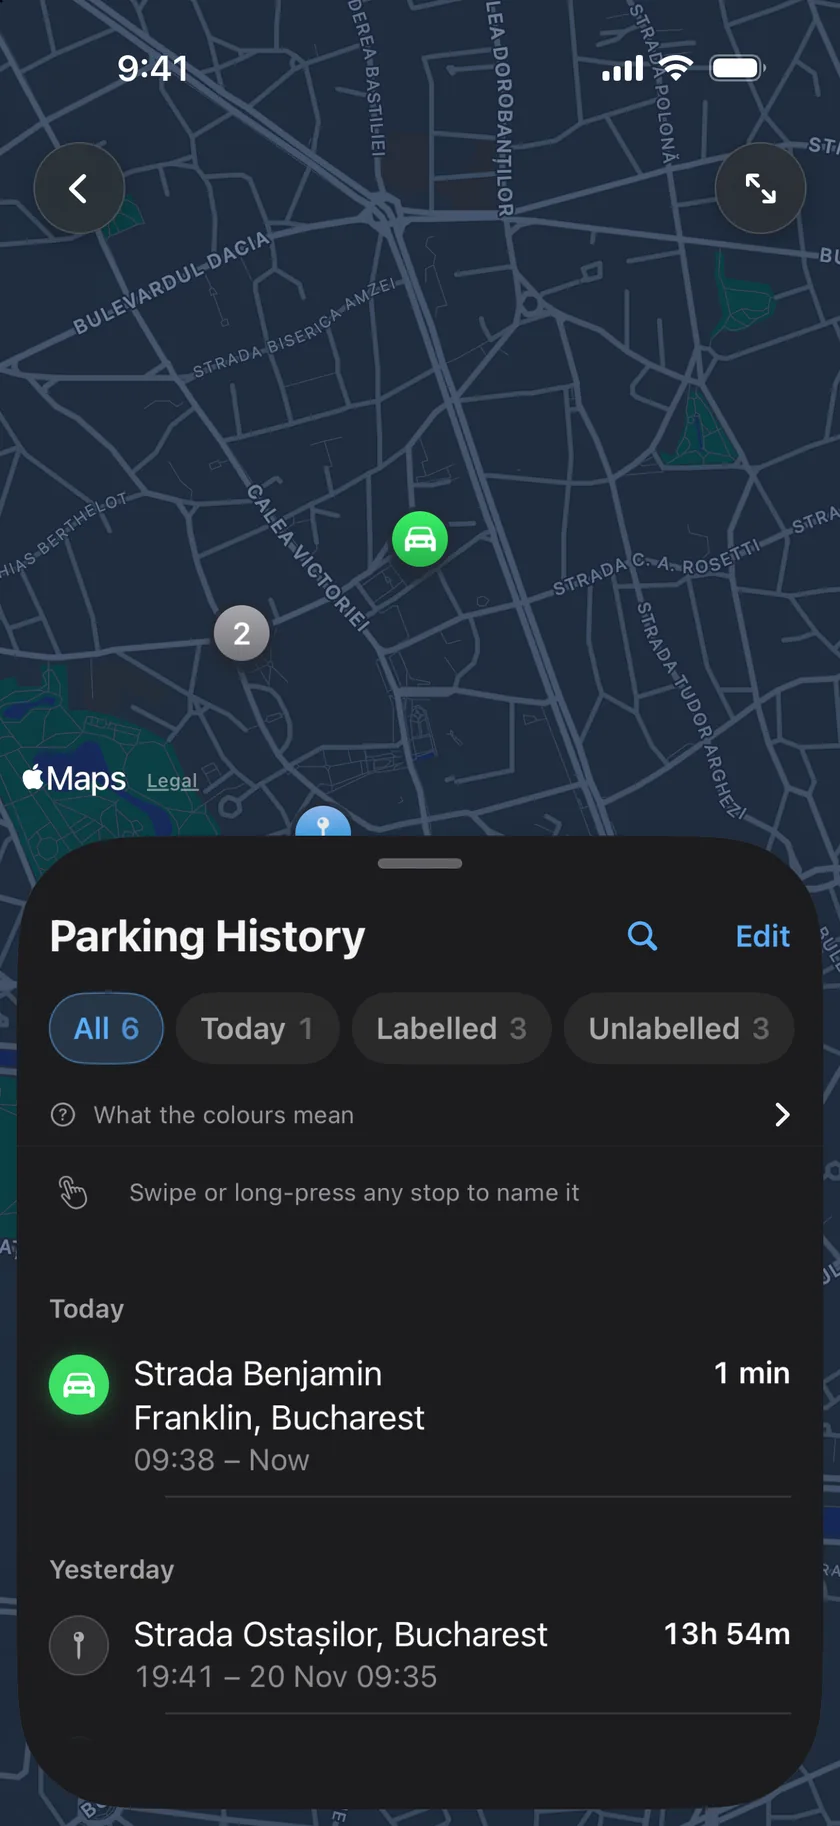 9:41
DEREA BASTILIEI
LEA DOROBANȚILOR
STRADA POLONĂ
STR
BU
BULEVARDUL DACIA
STRADA BISERICA AMZEI
HIAS BERTHELOT
CALEA VICTORIEI
STRADA C. A. ROSETTI
STRA
STRADA TUDOR ARGHEZI
2
Maps Legal
Parking History Edit
All 6 Today 1 Labelled 3 Unlabelled 3
What the colours mean
Swipe or long-press any stop to name it
Today
Strada Benjamin 1 min
Franklin, Bucharest
09:38 – Now
Yesterday
Strada Ostașilor, Bucharest 13h 54m
19:41 – 20 Nov 09:35